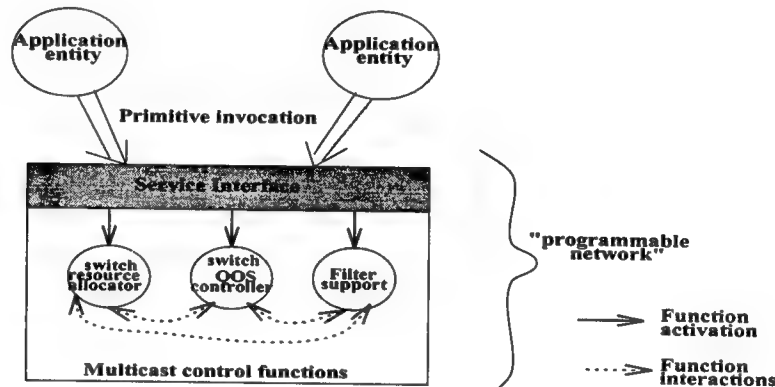 Application
entity
Application
entity
Primitive invocation
Service Interface
switch
resource
allocator
switch
QOS
controller
Filter
support
Multicast control functions
"programmable
network"
Function
activation
Function
interactions